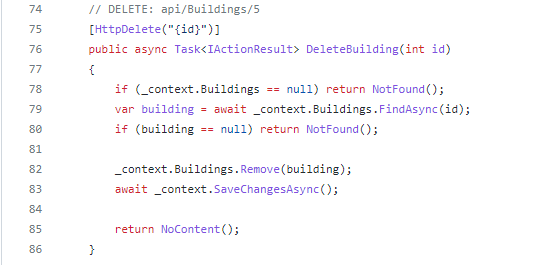 74 // DELETE: api/Buildings/5
75 [HttpDelete("{id}")]
76 public async Task<IActionResult> DeleteBuilding(int id)
77 {
78 if (_context.Buildings == null) return NotFound();
79 var building = await _context.Buildings.FindAsync(id);
80 if (building == null) return NotFound();
81
82 _context.Buildings.Remove(building);
83 await _context.SaveChangesAsync();
84
85 return NoContent();
86 }